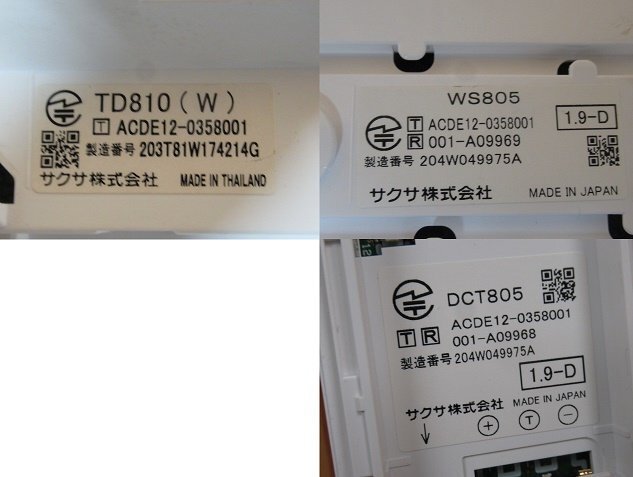 TD810(W)
T ACDE12-0358001
製造番号 203T81W174214G
サクサ株式会社 MADE IN THAILAND
WS805
T ACDE12-0358001 1.9-D
R 001-A09969
製造番号 204W049975A
サクサ株式会社 MADE IN JAPAN
DCT805
T R ACDE12-0358001
001-A09968
製造番号 204W049975A
1.9-D
サクサ株式会社 MADE IN JAPAN
↓ + T −